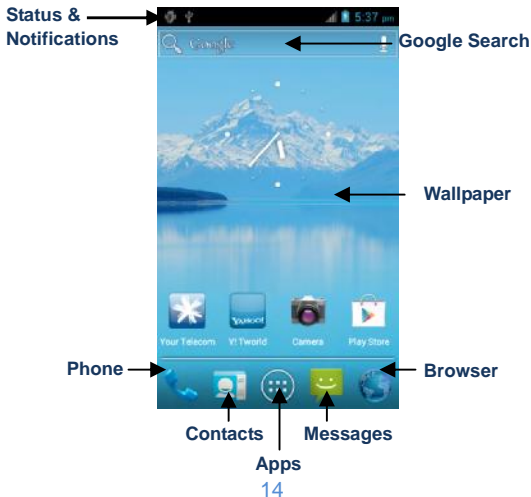 Status &
Notifications
5:37 pm
Google
Google Search
Wallpaper
YAHOO!
Your Telecom Y! Tworld Camera Play Store
Phone
Browser
Contacts Messages
Apps
14